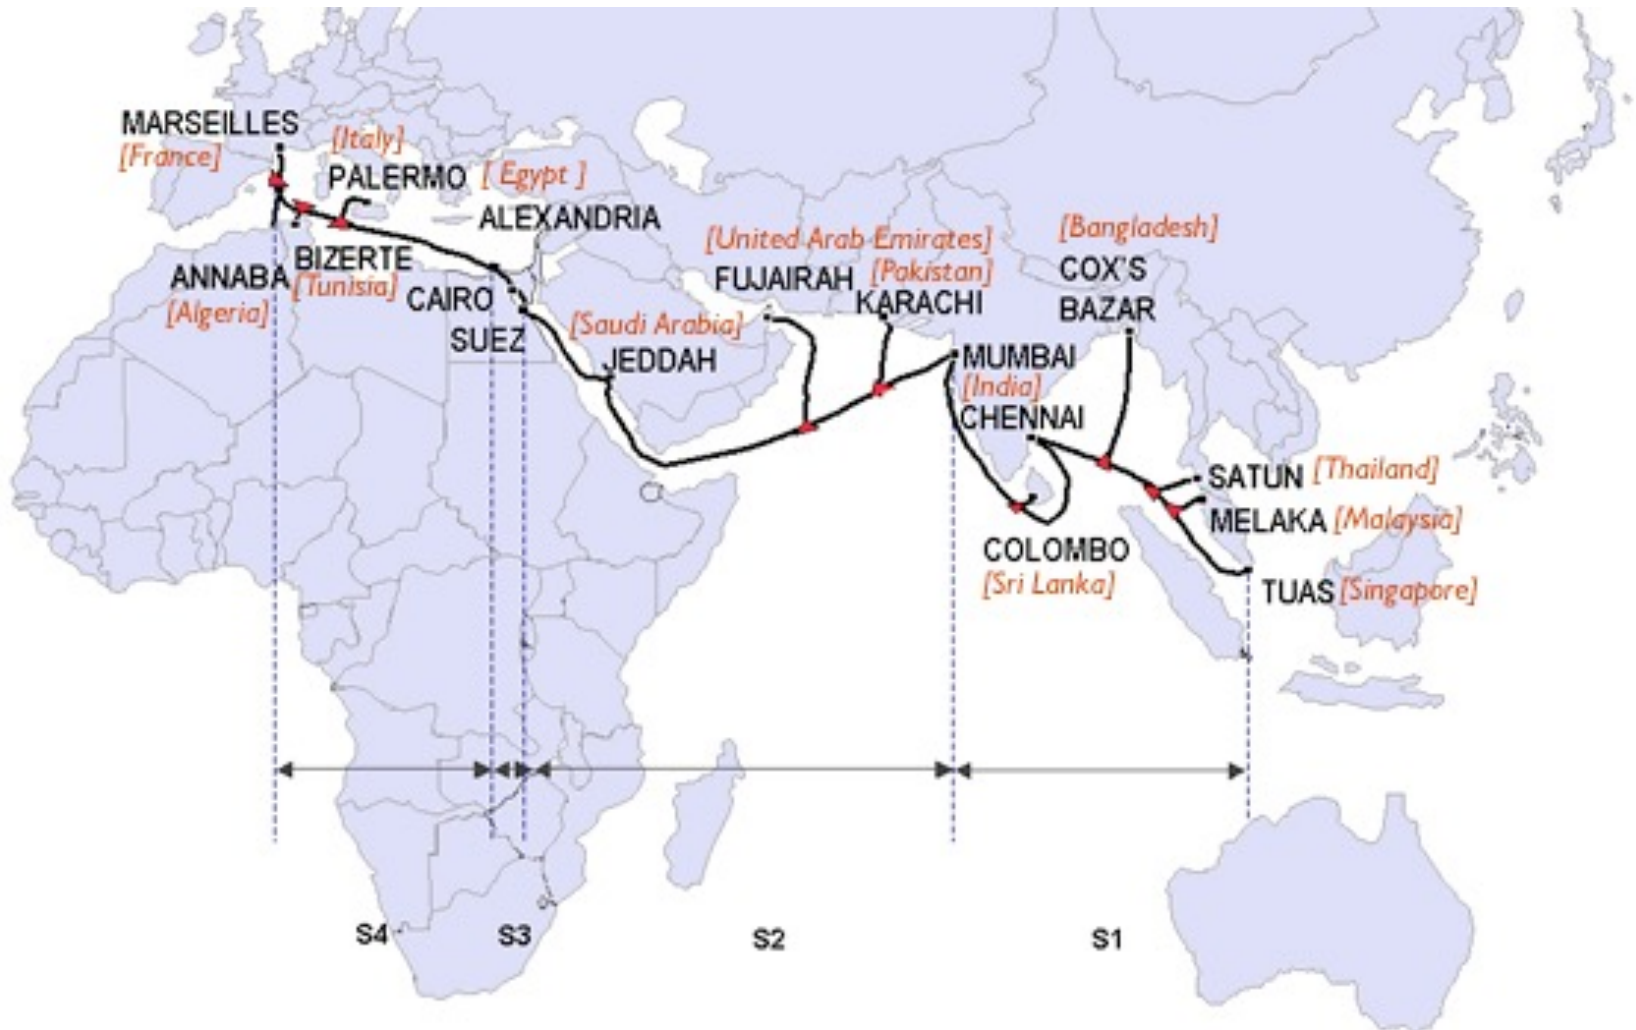 MARSEILLES
[France]
[Italy]
PALERMO
[ Egypt ]
ALEXANDRIA
ANNABA
[Algeria]
BIZERTE
[Tunisia]
CAIRO
SUEZ
[Saudi Arabia]
JEDDAH
[United Arab Emirates]
FUJAIRAH
[Pakistan]
KARACHI
[Bangladesh]
COX'S
BAZAR
MUMBAI
[India]
CHENNAI
COLOMBO
[Sri Lanka]
SATUN [Thailand]
MELAKA [Malaysia]
TUAS [Singapore]
S4
S3
S2
S1